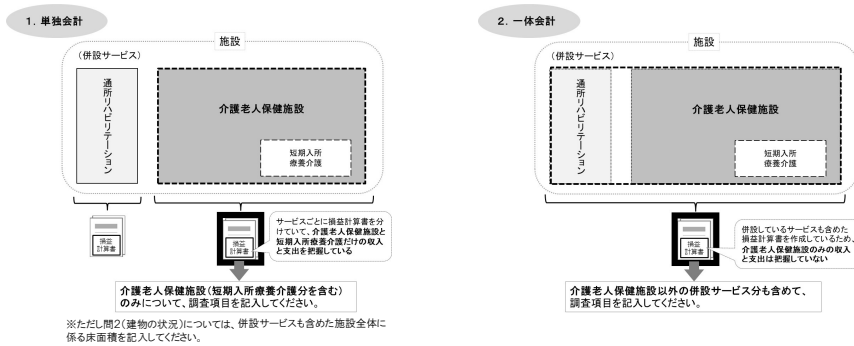 1．単独会計
施設
（併設サービス）
通所リハビリテーション
介護老人保健施設
短期入所
療養介護
損益
計算書
損益
計算書
サービスごとに損益計算書を分
けていて、介護老人保健施設と
短期入所療養介護だけの収入
と支出を把握している
介護老人保健施設（短期入所療養介護分を含む）
のみについて、調査項目を記入してください。
※ただし問2（建物の状況）については、併設サービスも含めた施設全体に
係る床面積を記入してください。
2．一体会計
施設
（併設サービス）
通所リハビリテーション
介護老人保健施設
短期入所
療養介護
損益
計算書
併設しているサービスも含めた
損益計算書を作成しているため、
介護老人保健施設のみの収入
と支出は把握していない
介護老人保健施設以外の併設サービス分も含めて、
調査項目を記入してください。